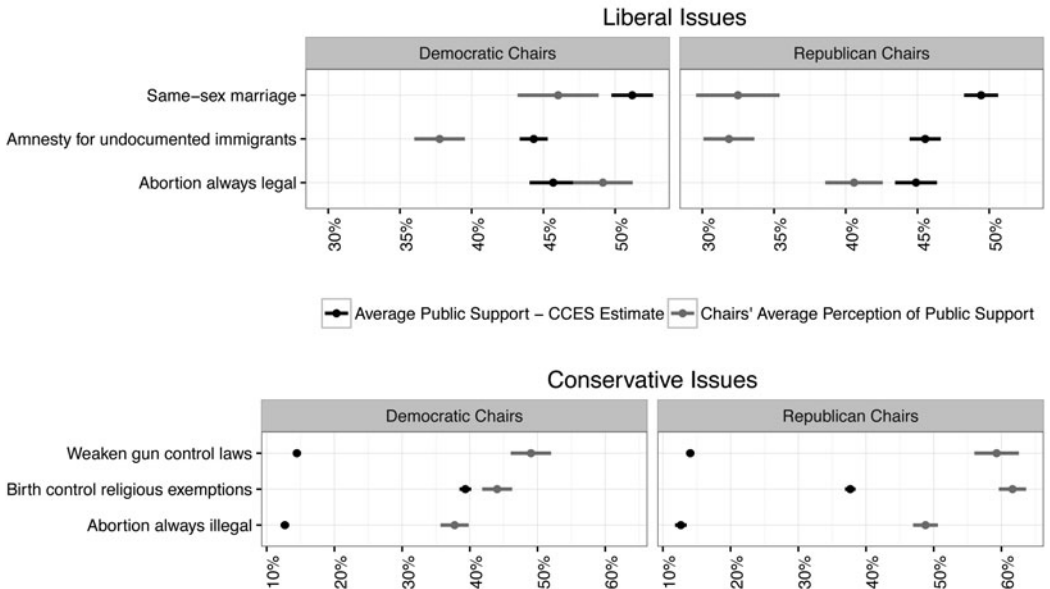 Liberal Issues
Democratic Chairs
Republican Chairs
Same−sex marriage
Amnesty for undocumented immigrants
Abortion always legal
30% 35% 40% 45% 50%
30% 35% 40% 45% 50%
Average Public Support − CCES Estimate
Chairs' Average Perception of Public Support
Conservative Issues
Democratic Chairs
Republican Chairs
Weaken gun control laws
Birth control religious exemptions
Abortion always illegal
10% 20% 30% 40% 50% 60%
10% 20% 30% 40% 50% 60%